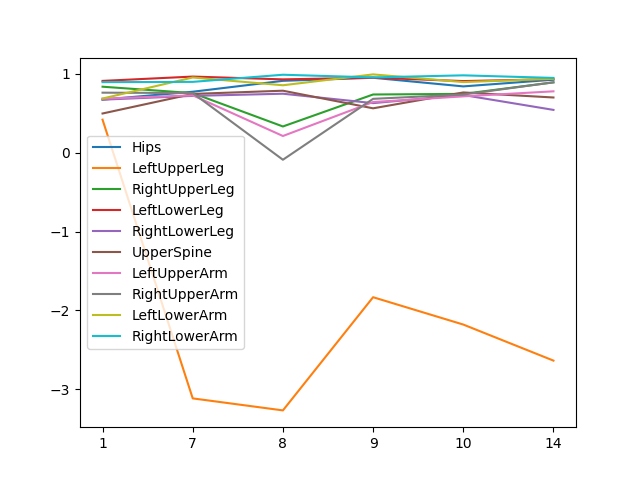 1
0
−1
−2
−3
Hips
LeftUpperLeg
RightUpperLeg
LeftLowerLeg
RightLowerLeg
UpperSpine
LeftUpperArm
RightUpperArm
LeftLowerArm
RightLowerArm
1 7 8 9 10 14